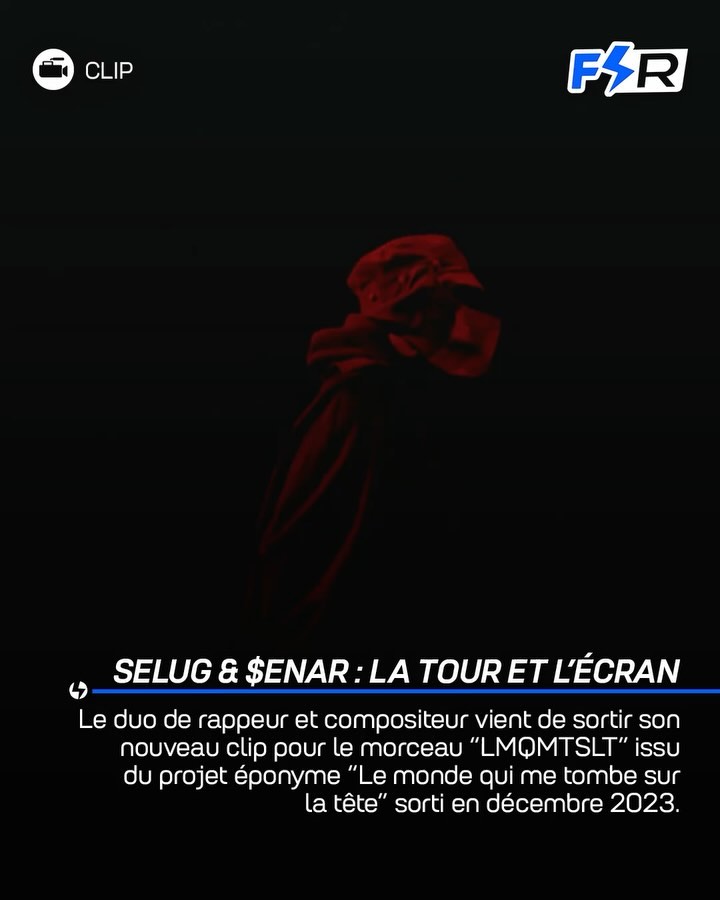 CLIP
FSR
SELUG & $ENAR : LA TOUR ET L’ÉCRAN
Le duo de rappeur et compositeur vient de sortir son
nouveau clip pour le morceau “LMQMTSLT” issu
du projet éponyme “Le monde qui me tombe sur
la tête” sorti en décembre 2023.